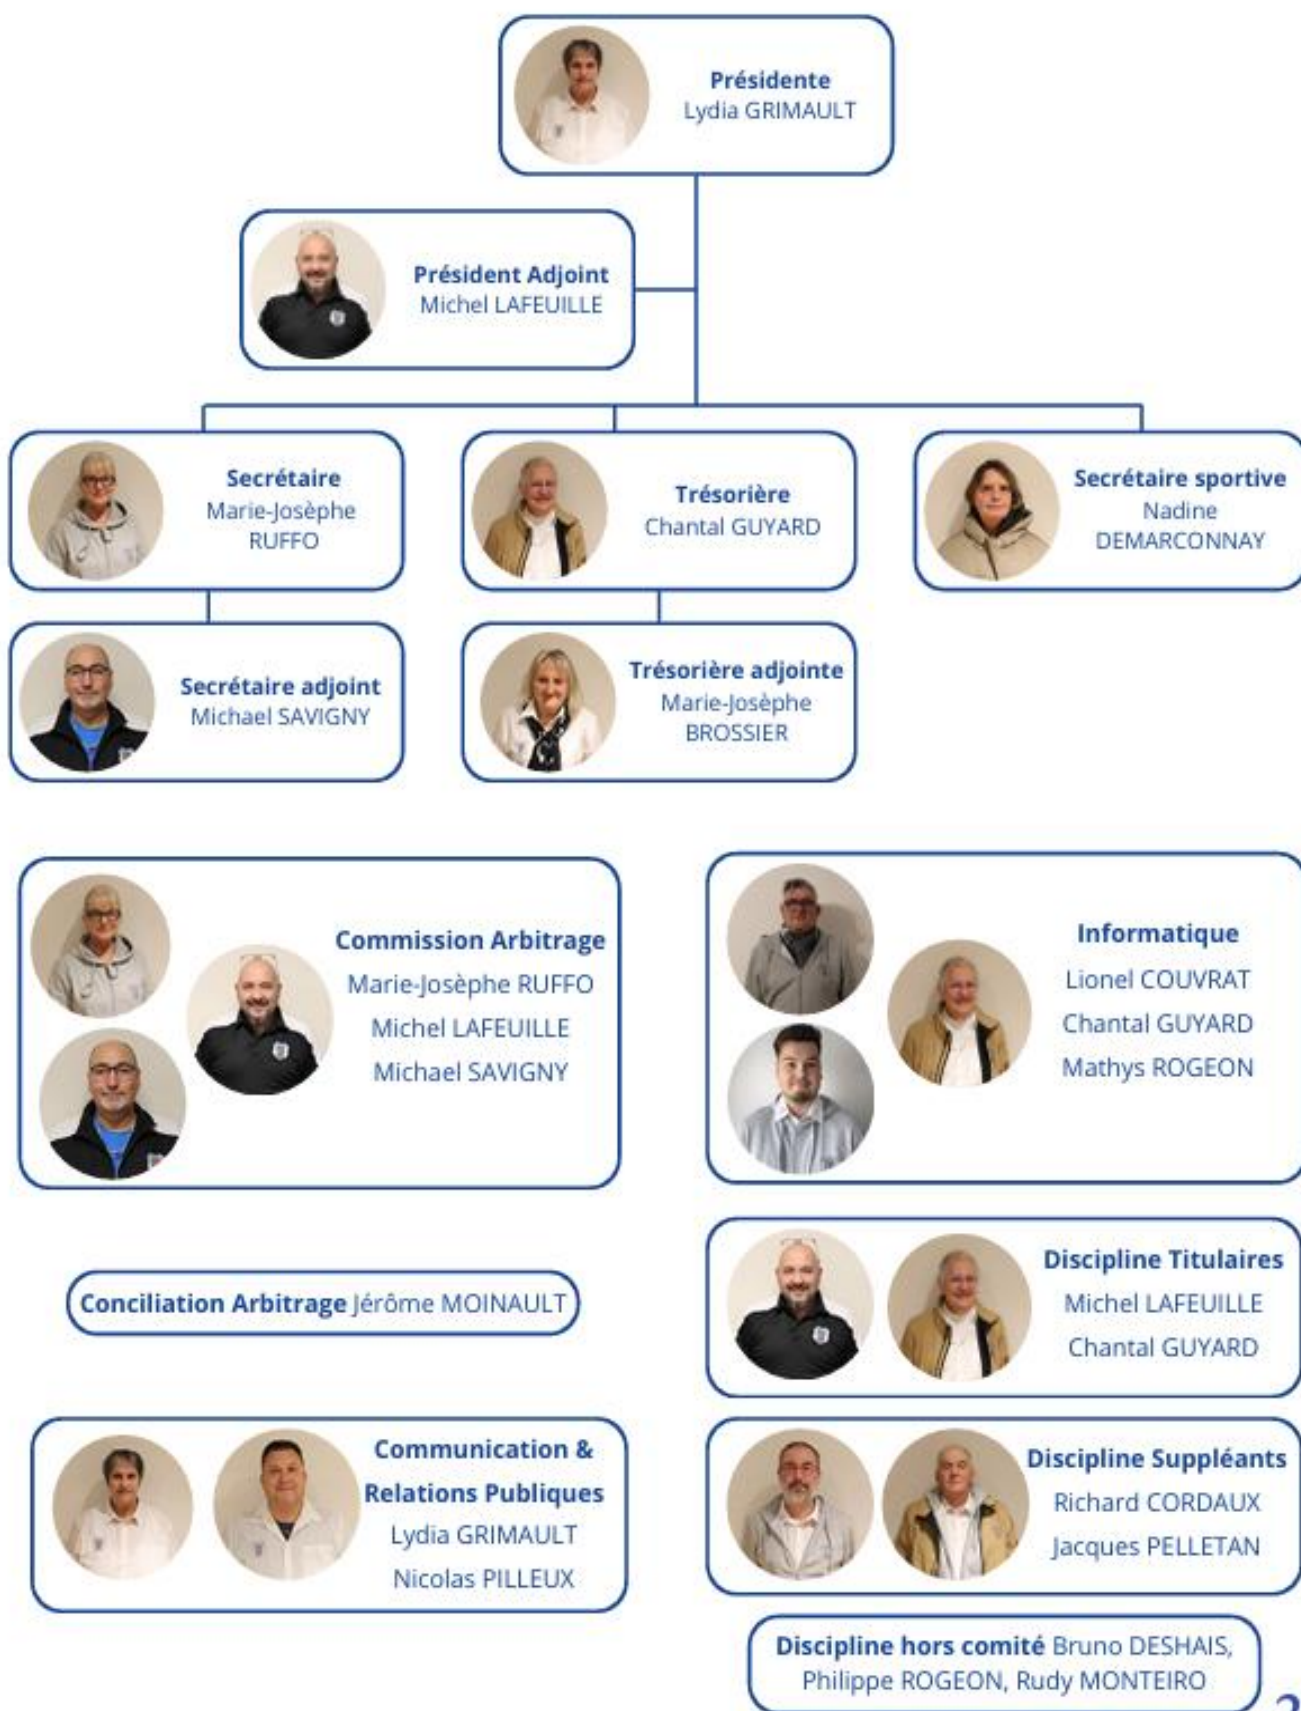 Présidente
Lydia GRIMAULT
Président Adjoint
Michel LAFEUILLE
Secrétaire
Marie-Josèphe
RUFFO
Trésorière
Chantal GUYARD
Secrétaire sportive
Nadine
DEMARCONNAY
Secrétaire adjoint
Michael SAVIGNY
Trésorière adjointe
Marie-Josèphe
BROSSIER
Commission Arbitrage
Marie-Josèphe RUFFO
Michel LAFEUILLE
Michael SAVIGNY
Informatique
Lionel COUVRAT
Chantal GUYARD
Mathys ROGEON
Conciliation Arbitrage Jérôme MOINAULT
Discipline Titulaires
Michel LAFEUILLE
Chantal GUYARD
Communication &
Relations Publiques
Lydia GRIMAULT
Nicolas PILLEUX
Discipline Suppléants
Richard CORDAUX
Jacques PELLETAN
Discipline hors comité Bruno DESHAIS,
Philippe ROGEON, Rudy MONTEIRO